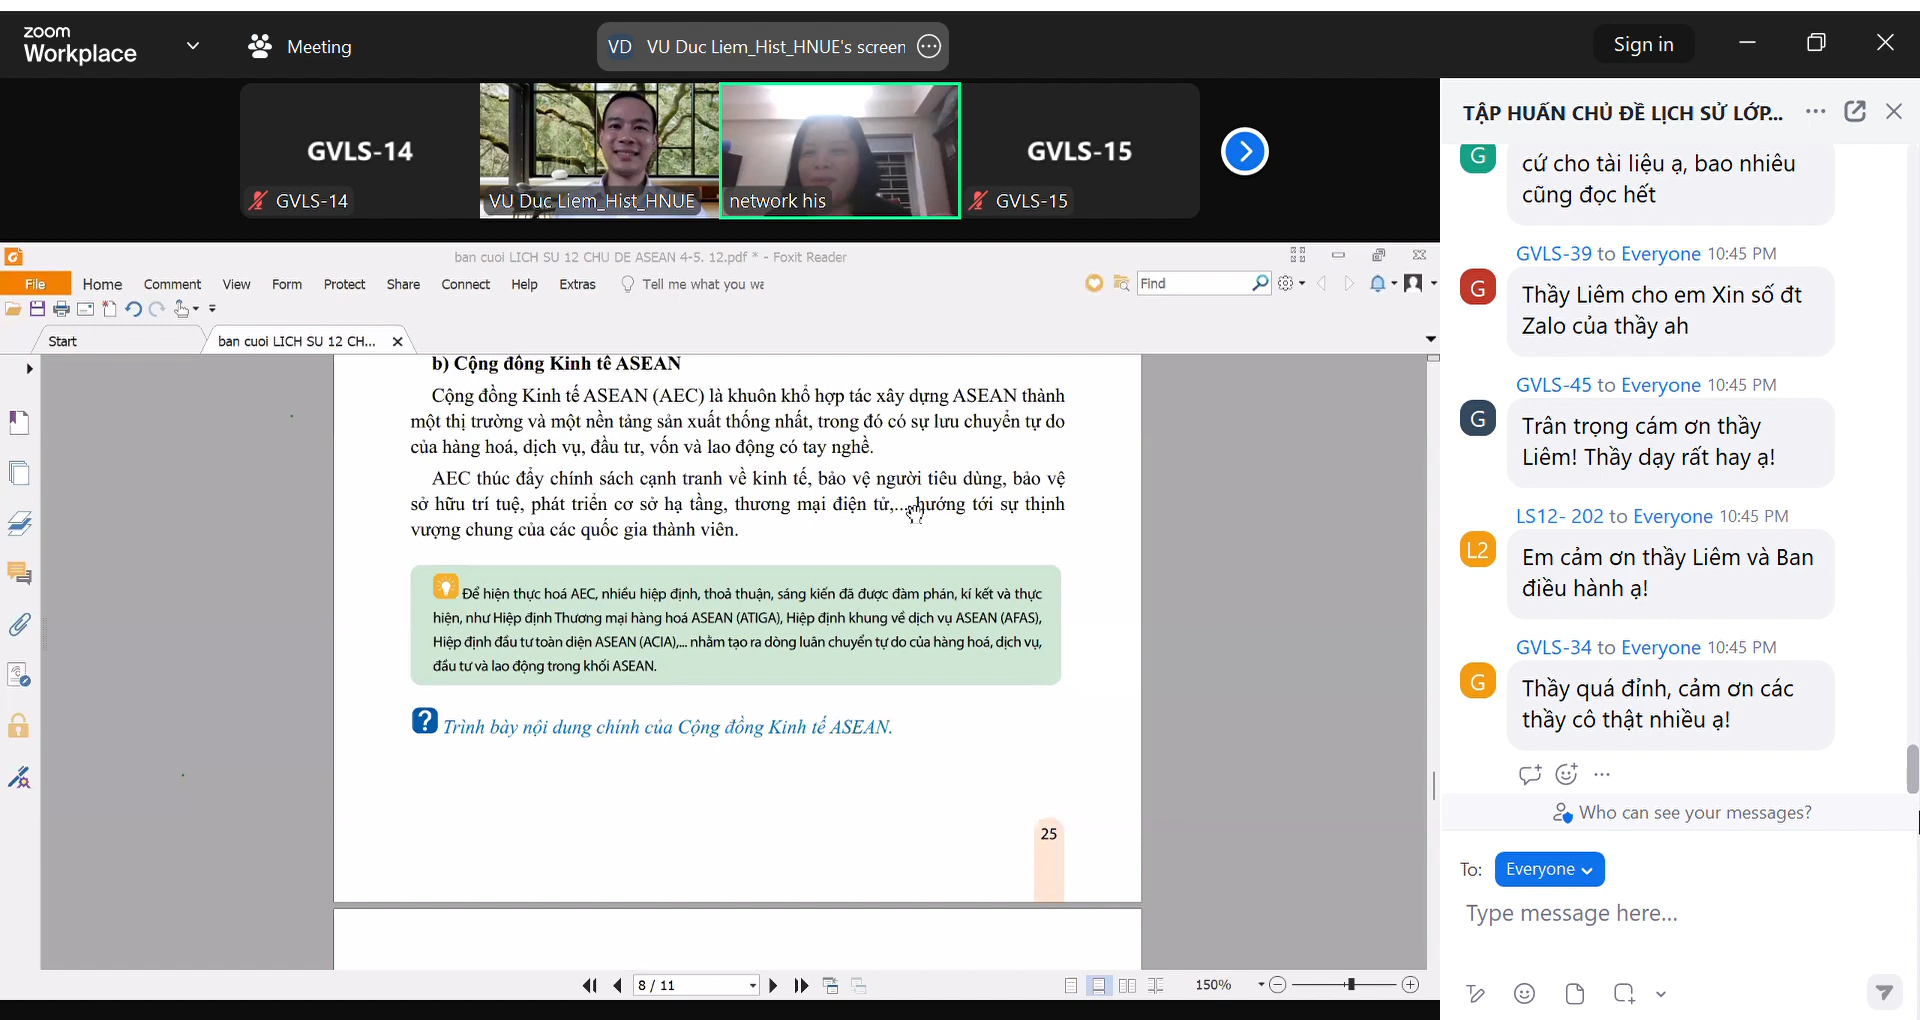 zoom
Workplace
Meeting
VD VU Duc Liem_Hist_HNUE's screen
Sign in
GVLS-14
GVLS-14
VU Duc Liem_Hist_HNUE
network his
GVLS-15
GVLS-15
ban cuoi LICH SU 12 CHU DE ASEAN 4-5. 12.pdf * - Foxit Reader
File Home Comment View Form Protect Share Connect Help Extras Tell me what you wa
Find
Start
ban cuoi LICH SU 12 CH...
b) Cộng đồng Kinh tế ASEAN
Cộng đồng Kinh tế ASEAN (AEC) là khuôn khổ hợp tác xây dựng ASEAN thành
một thị trường và một nền tảng sản xuất thống nhất, trong đó có sự lưu chuyển tự do
của hàng hoá, dịch vụ, đầu tư, vốn và lao động có tay nghề.
AEC thúc đẩy chính sách cạnh tranh về kinh tế, bảo vệ người tiêu dùng, bảo vệ
sở hữu trí tuệ, phát triển cơ sở hạ tầng, thương mại điện tử,... hướng tới sự thịnh
vượng chung của các quốc gia thành viên.
Để hiện thực hoá AEC, nhiều hiệp định, thoả thuận, sáng kiến đã được đàm phán, kí kết và thực
hiện, như Hiệp định Thương mại hàng hoá ASEAN (ATIGA), Hiệp định khung về dịch vụ ASEAN (AFAS),
Hiệp định đầu tư toàn diện ASEAN (ACIA),... nhằm tạo ra dòng luân chuyển tự do của hàng hoá, dịch vụ,
đầu tư và lao động trong khối ASEAN.
? Trình bày nội dung chính của Cộng đồng Kinh tế ASEAN.
25
8 / 11
150%
TẬP HUẤN CHỦ ĐỀ LỊCH SỬ LỚP...
G
cứ cho tài liệu ạ, bao nhiêu
cũng đọc hết
GVLS-39 to Everyone 10:45 PM
G
Thầy Liêm cho em Xin số đt
Zalo của thầy ah
GVLS-45 to Everyone 10:45 PM
G
Trân trọng cám ơn thầy
Liêm! Thầy dạy rất hay ạ!
LS12- 202 to Everyone 10:45 PM
L2
Em cảm ơn thầy Liêm và Ban
điều hành ạ!
GVLS-34 to Everyone 10:45 PM
G
Thầy quá đỉnh, cảm ơn các
thầy cô thật nhiều ạ!
Who can see your messages?
To: Everyone
Type message here...